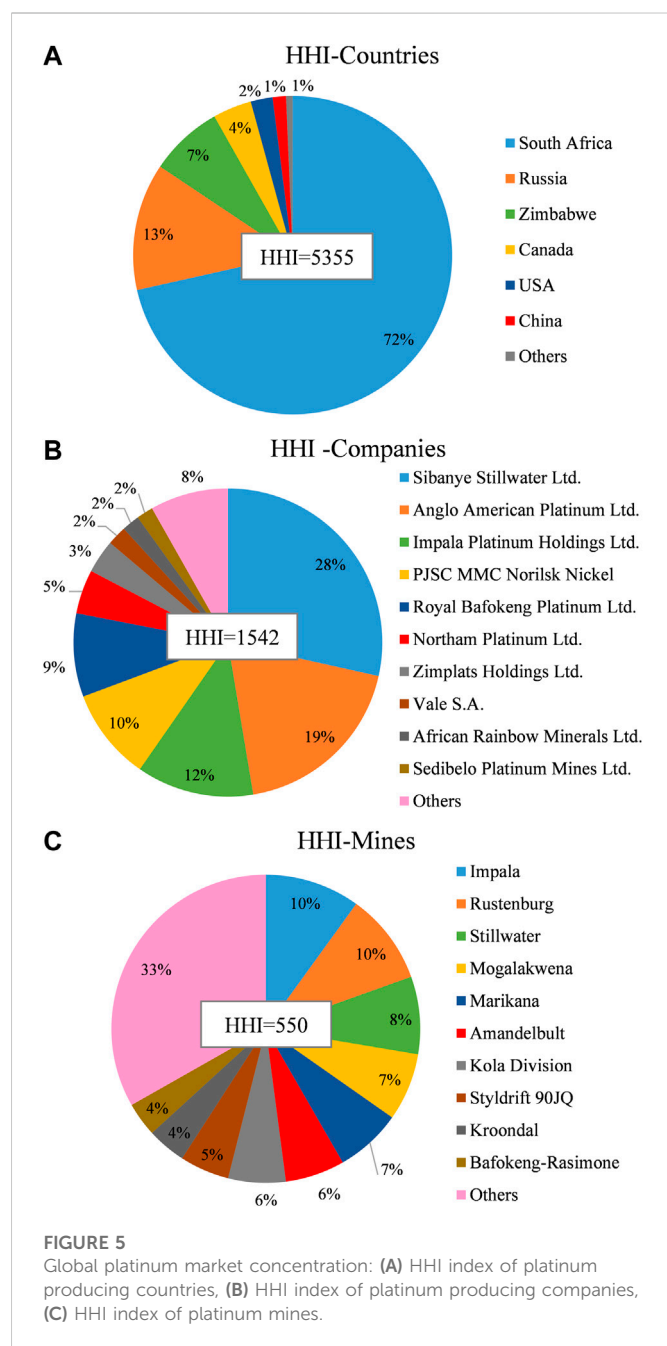 A
HHI-Countries
2%
1%
1%
4%
7%
13%
72%
HHI=5355
South Africa
Russia
Zimbabwe
Canada
USA
China
Others
B
HHI -Companies
8%
2%
2%
2%
3%
5%
9%
10%
12%
19%
28%
HHI=1542
Sibanye Stillwater Ltd.
Anglo American Platinum Ltd.
Impala Platinum Holdings Ltd.
PJSC MMC Norilsk Nickel
Royal Bafokeng Platinum Ltd.
Northam Platinum Ltd.
Zimplats Holdings Ltd.
Vale S.A.
African Rainbow Minerals Ltd.
Sedibelo Platinum Mines Ltd.
Others
C
HHI-Mines
10%
10%
8%
7%
7%
6%
6%
5%
4%
4%
33%
HHI=550
Impala
Rustenburg
Stillwater
Mogalakwena
Marikana
Amandelbult
Kola Division
Styldrift 90JQ
Kroondal
Bafokeng-Rasimone
Others
FIGURE 5
Global platinum market concentration: (A) HHI index of platinum
producing countries, (B) HHI index of platinum producing companies,
(C) HHI index of platinum mines.